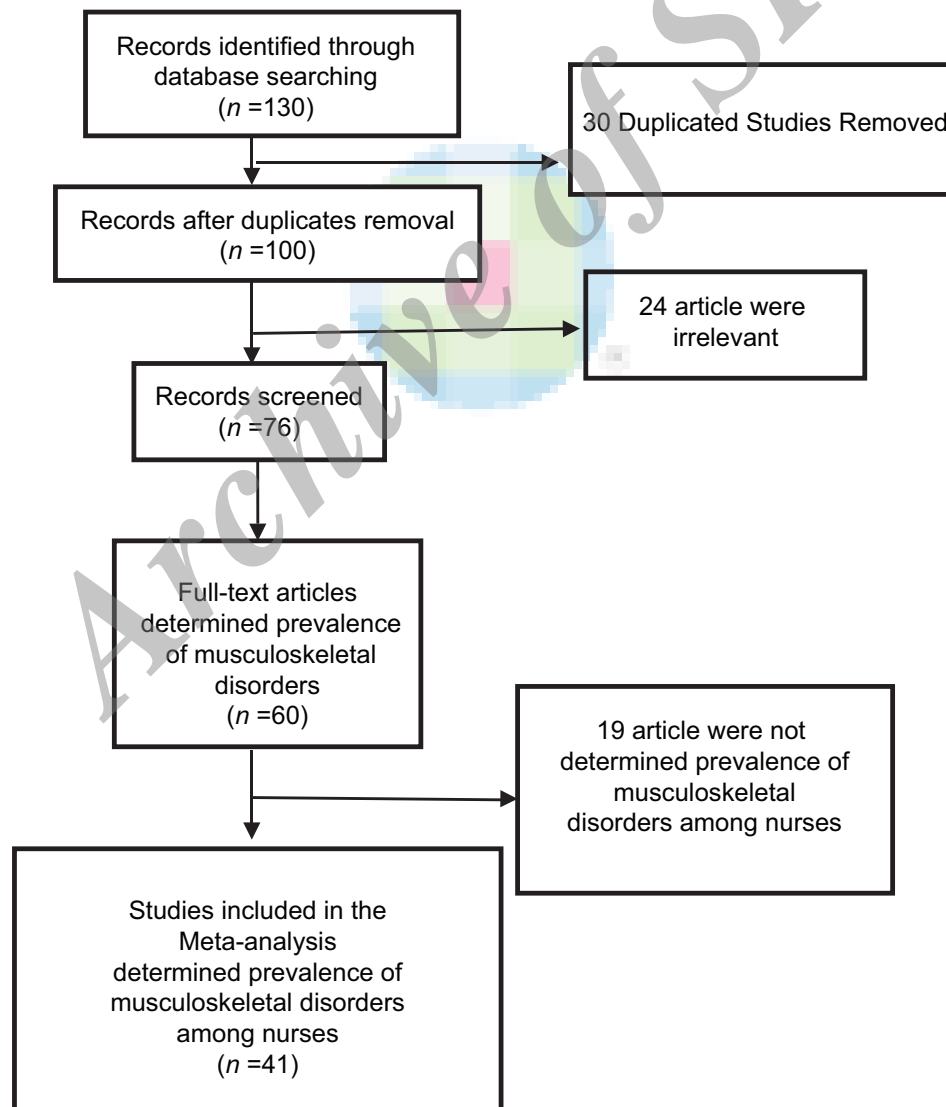 Records identified through
database searching
(n =130)
30 Duplicated Studies Removed
Records after duplicates removal
(n =100)
24 article were
irrelevant
Records screened
(n =76)
Full-text articles
determined prevalence
of musculoskeletal
disorders
(n =60)
19 article were not
determined prevalence of
musculoskeletal
disorders among nurses
Studies included in the
Meta-analysis
determined prevalence of
musculoskeletal disorders
among nurses
(n =41)
Archive of